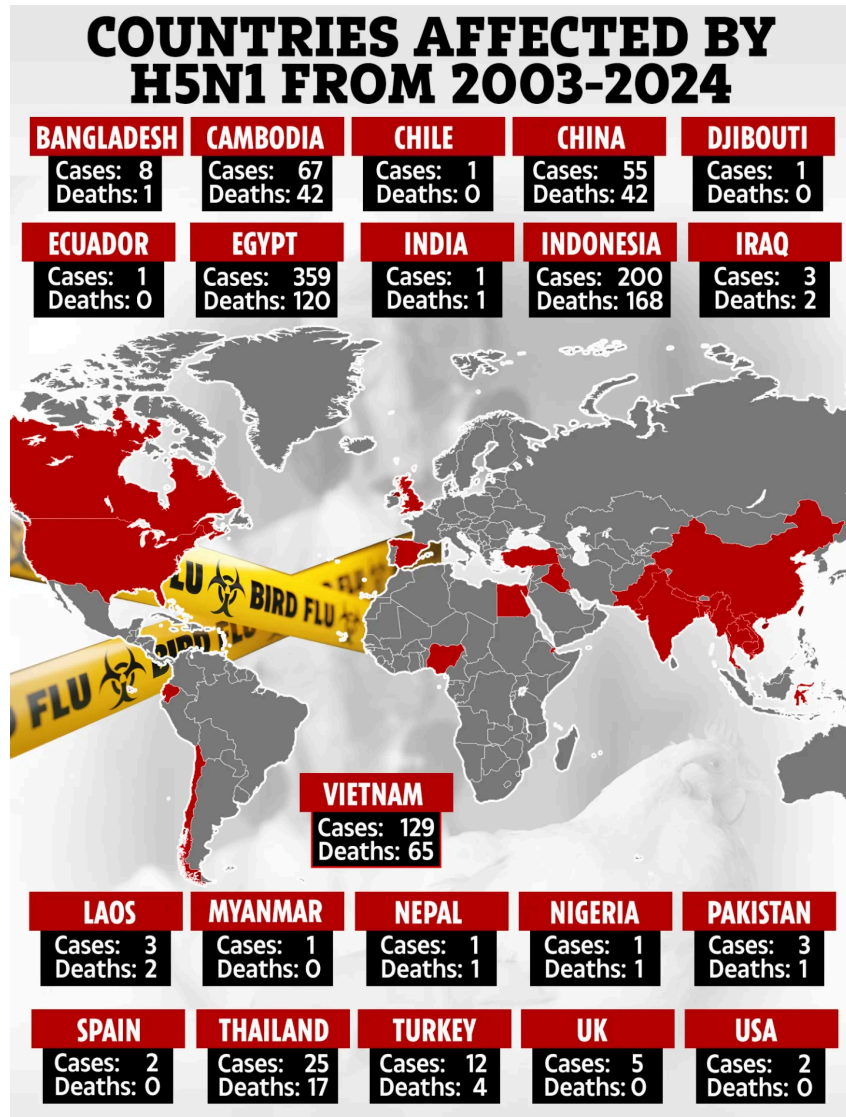 COUNTRIES AFFECTED BY
H5N1 FROM 2003-2024
BANGLADESH
Cases: 8
Deaths: 1
CAMBODIA
Cases: 67
Deaths: 42
CHILE
Cases: 1
Deaths: 0
CHINA
Cases: 55
Deaths: 42
DJIBOUTI
Cases: 1
Deaths: 0
ECUADOR
Cases: 1
Deaths: 0
EGYPT
Cases: 359
Deaths: 120
INDIA
Cases: 1
Deaths: 1
INDONESIA
Cases: 200
Deaths: 168
IRAQ
Cases: 3
Deaths: 2
LU BIRD FLU
BIRD FLU
FLU BIRD FLU
VIETNAM
Cases: 129
Deaths: 65
LAOS
Cases: 3
Deaths: 2
MYANMAR
Cases: 1
Deaths: 0
NEPAL
Cases: 1
Deaths: 1
NIGERIA
Cases: 1
Deaths: 1
PAKISTAN
Cases: 3
Deaths: 1
SPAIN
Cases: 2
Deaths: 0
THAILAND
Cases: 25
Deaths: 17
TURKEY
Cases: 12
Deaths: 4
UK
Cases: 5
Deaths: 0
USA
Cases: 2
Deaths: 0